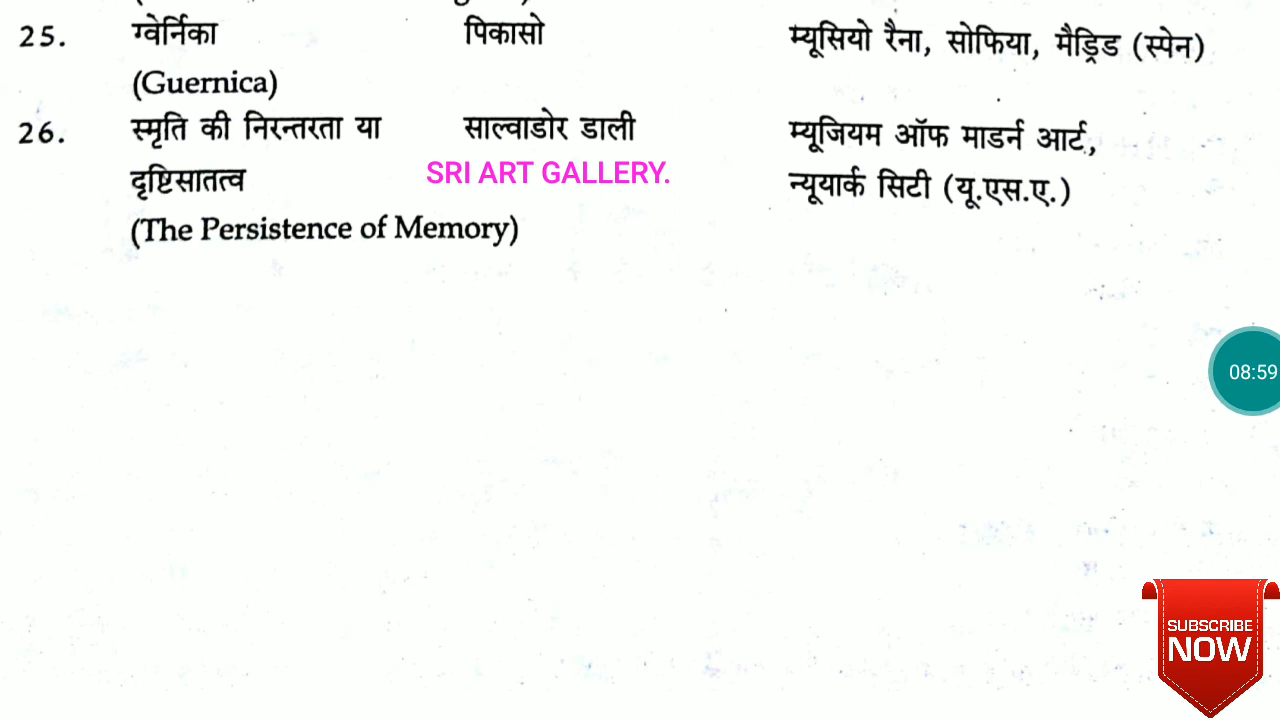 25. ग्वेर्निका पिकासो म्यूसियो रैना, सोफिया, मैड्रिड (स्पेन)
(Guernica)
26. स्मृति की निरन्तरता या साल्वाडोर डाली म्यूजियम ऑफ माडर्न आर्ट,
दृष्टिसातत्व SRI ART GALLERY. न्यूयार्क सिटी (यू.एस.ए.)
(The Persistence of Memory)
08:59
SUBSCRIBE
NOW